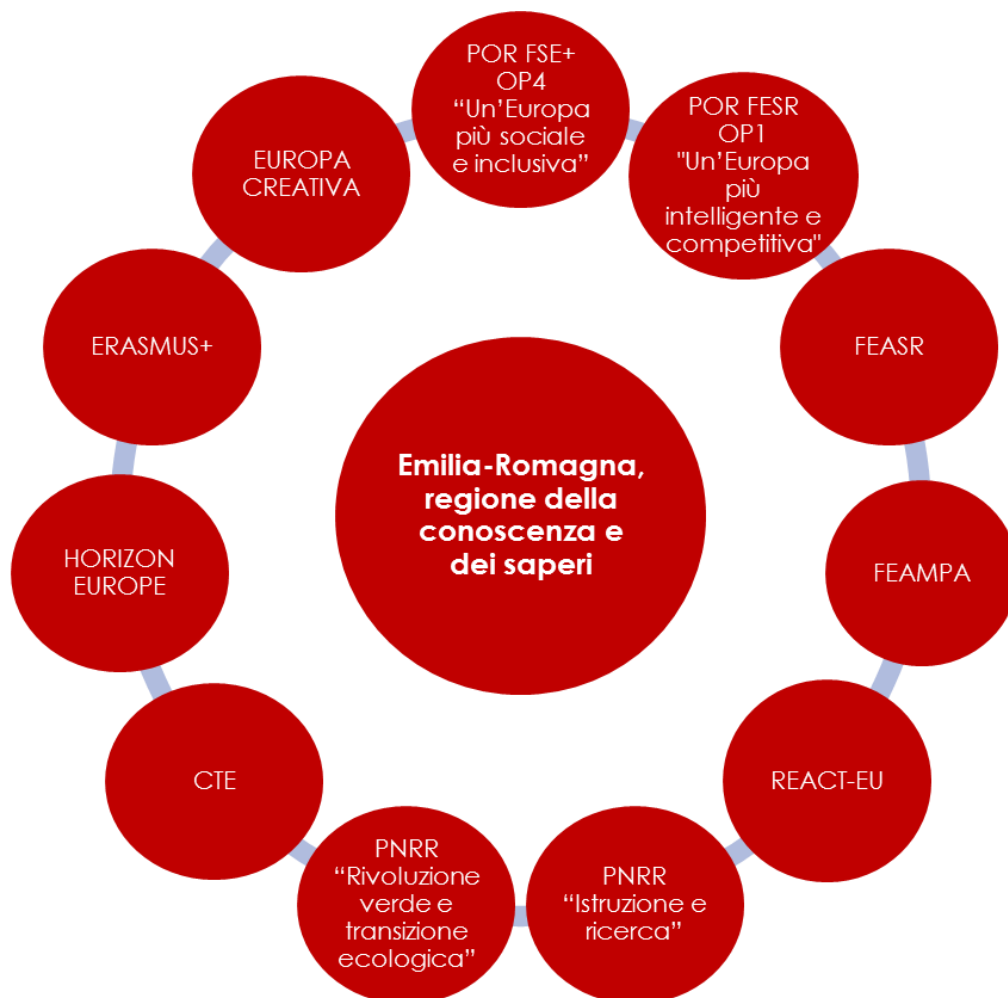 POR FSE+
OP4
“Un’Europa
più sociale
e inclusiva”
POR FESR
OP1
"Un’Europa
più
intelligente e
competitiva"
FEASR
FEAMPA
REACT-EU
PNRR
“Istruzione e
ricerca”
PNRR
“Rivoluzione
verde e
transizione
ecologica”
CTE
HORIZON
EUROPE
ERASMUS+
EUROPA
CREATIVA
Emilia-Romagna,
regione della
conoscenza e
dei saperi